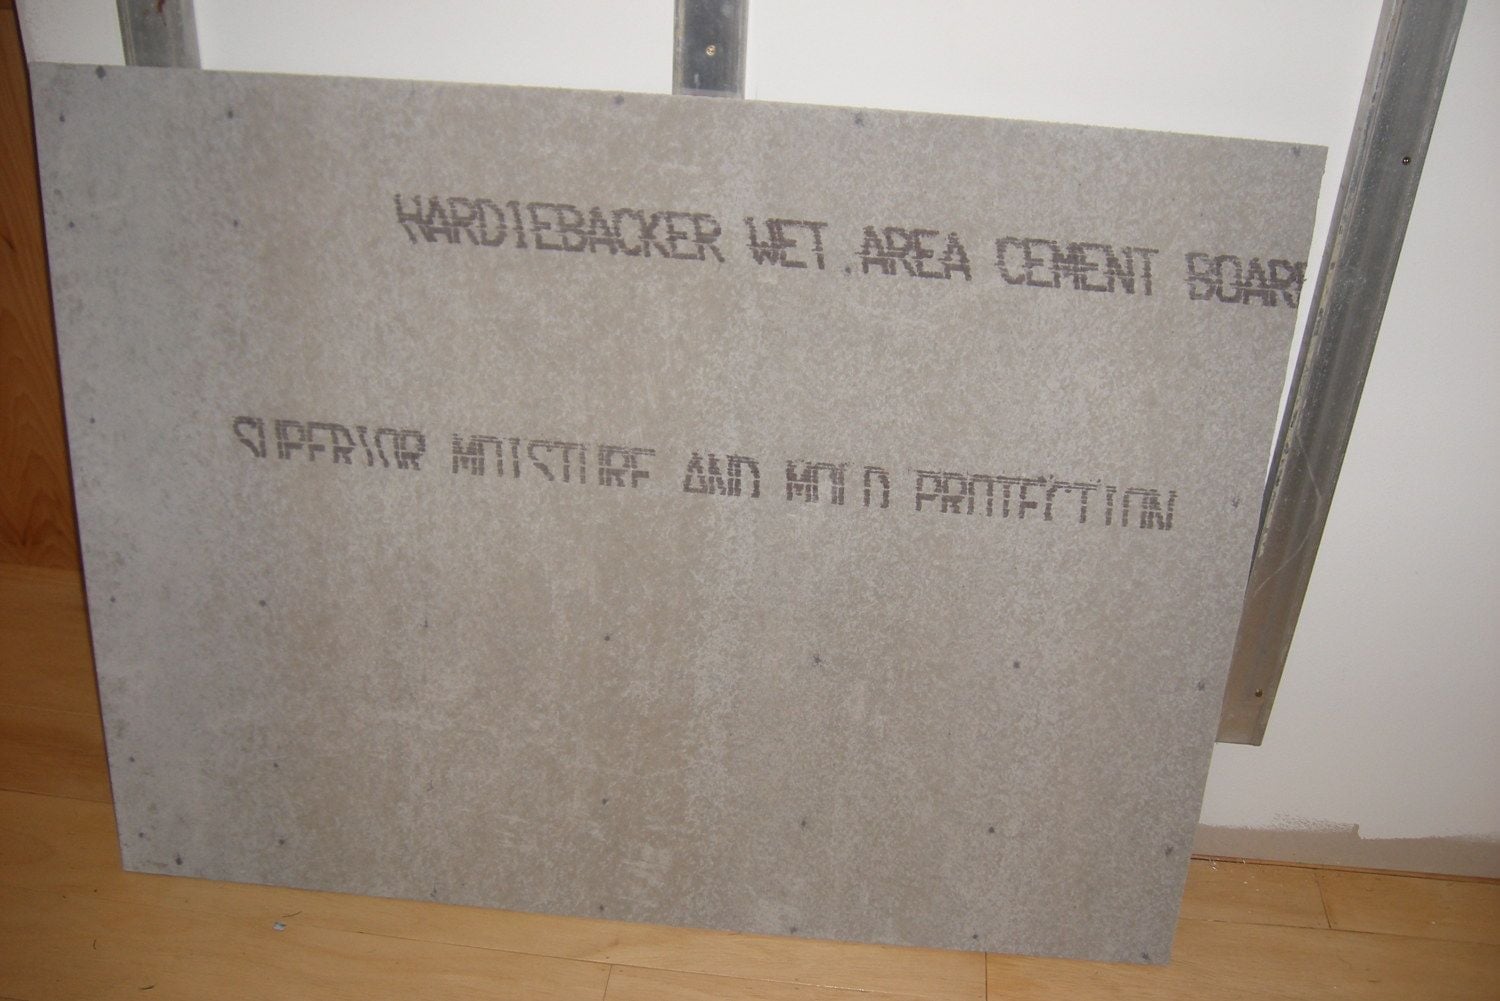 HARDIEBACKER WET AREA CEMENT BOAR
SUPERIOR MOISTURE AND MOLD PROTECTION